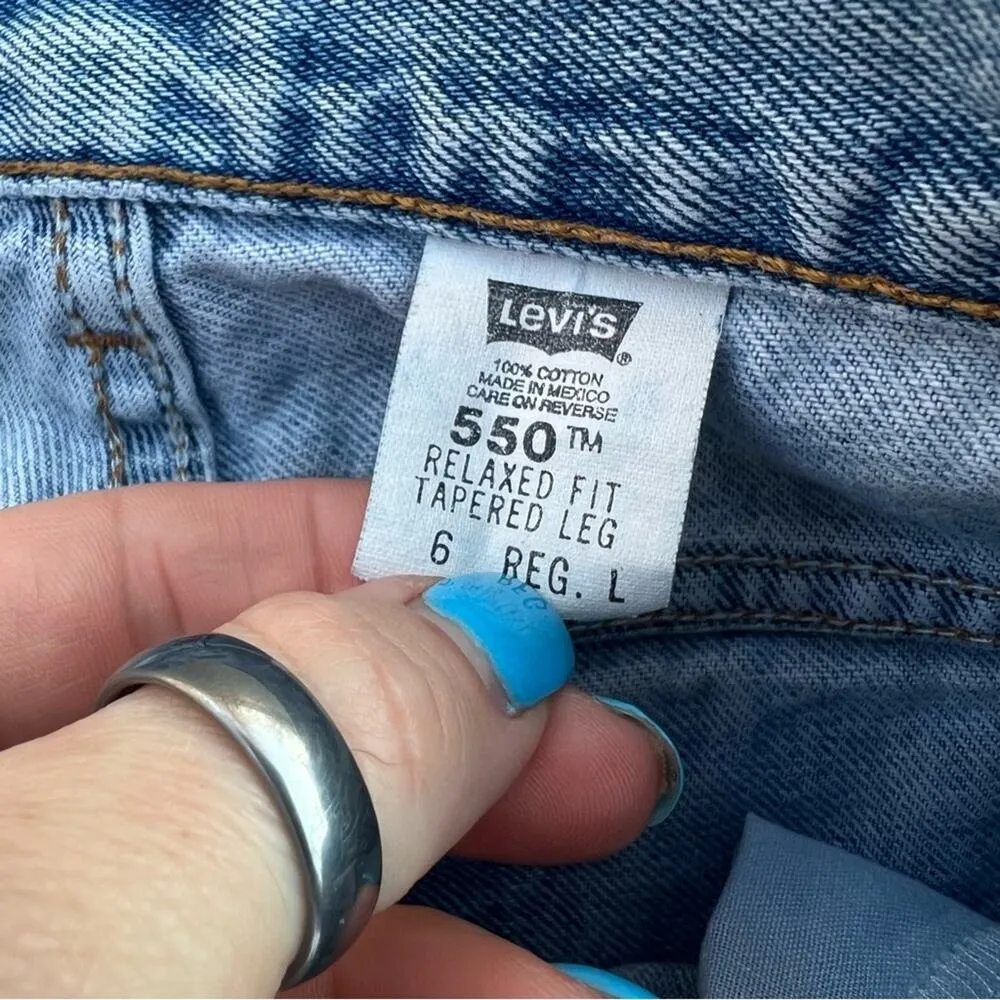 Levi's ®
100% COTTON
MADE IN MEXICO
CARE ON REVERSE
550™
RELAXED FIT
TAPERED LEG
6 REG. L